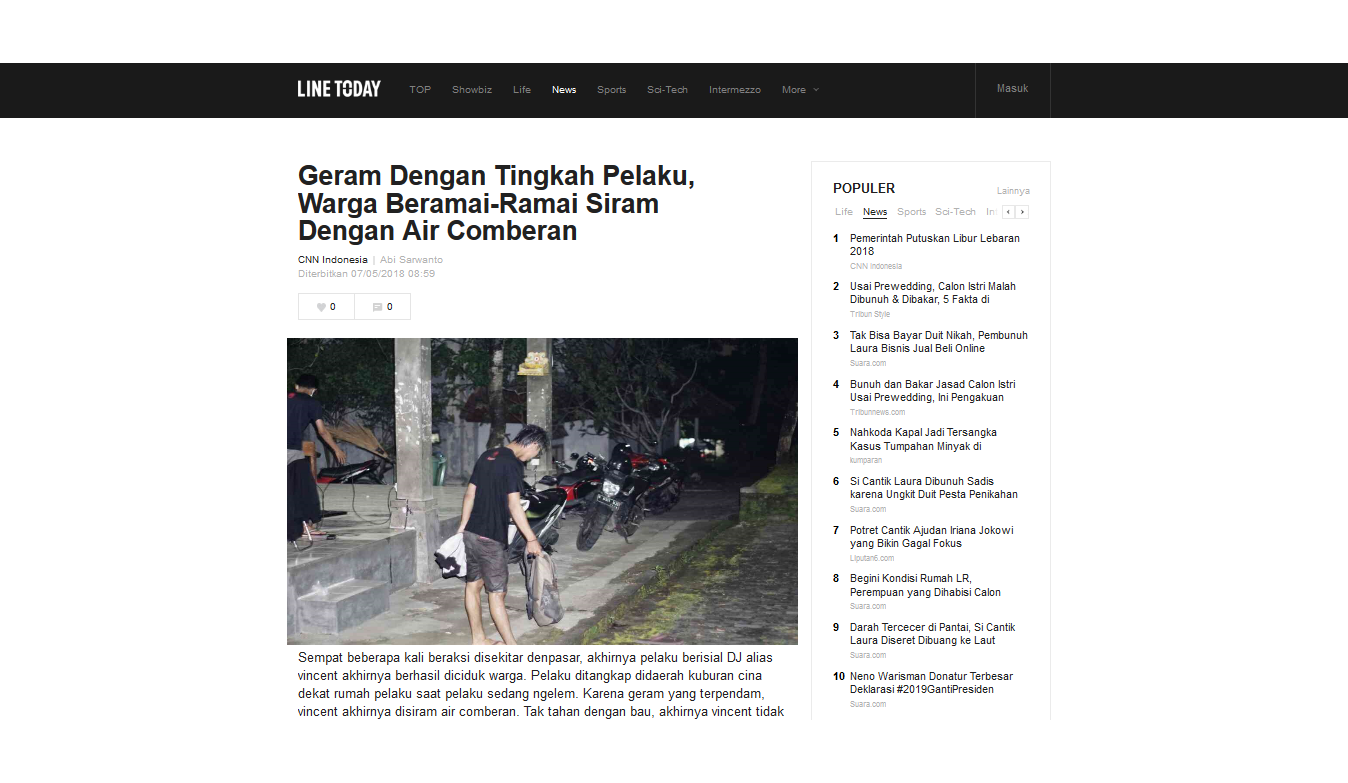 LINE TODAY
TOP Showbiz Life News Sports Sci-Tech Intermezzo More
Masuk
Geram Dengan Tingkah Pelaku,
Warga Beramai-Ramai Siram
Dengan Air Comberan
CNN Indonesia | Abi Sarwanto
Diterbitkan 07/05/2018 08:59
0 0
Sempat beberapa kali beraksi disekitar denpasar, akhirnya pelaku berisial DJ alias
vincent akhirnya berhasil diciduk warga. Pelaku ditangkap didaerah kuburan cina
dekat rumah pelaku saat pelaku sedang ngelem. Karena geram yang terpendam,
vincent akhirnya disiram air comberan. Tak tahan dengan bau, akhirnya vincent tidak
POPULER
Lainnya
Life News Sports Sci-Tech
1 Pemerintah Putuskan Libur Lebaran
2018
CNN Indonesia
2 Usai Prewedding, Calon Istri Malah
Dibunuh & Dibakar, 5 Fakta di
Tribun Style
3 Tak Bisa Bayar Duit Nikah, Pembunuh
Laura Bisnis Jual Beli Online
Suara.com
4 Bunuh dan Bakar Jasad Calon Istri
Usai Prewedding, Ini Pengakuan
Tribunnews.com
5 Nahkoda Kapal Jadi Tersangka
Kasus Tumpahan Minyak di
kumparan
6 Si Cantik Laura Dibunuh Sadis
karena Ungkit Duit Pesta Penikahan
Suara.com
7 Potret Cantik Ajudan Iriana Jokowi
yang Bikin Gagal Fokus
Liputan6.com
8 Begini Kondisi Rumah LR,
Perempuan yang Dihabisi Calon
Suara.com
9 Darah Tercecer di Pantai, Si Cantik
Laura Diseret Dibuang ke Laut
Suara.com
10 Neno Warisman Donatur Terbesar
Deklarasi #2019GantiPresiden
Suara.com